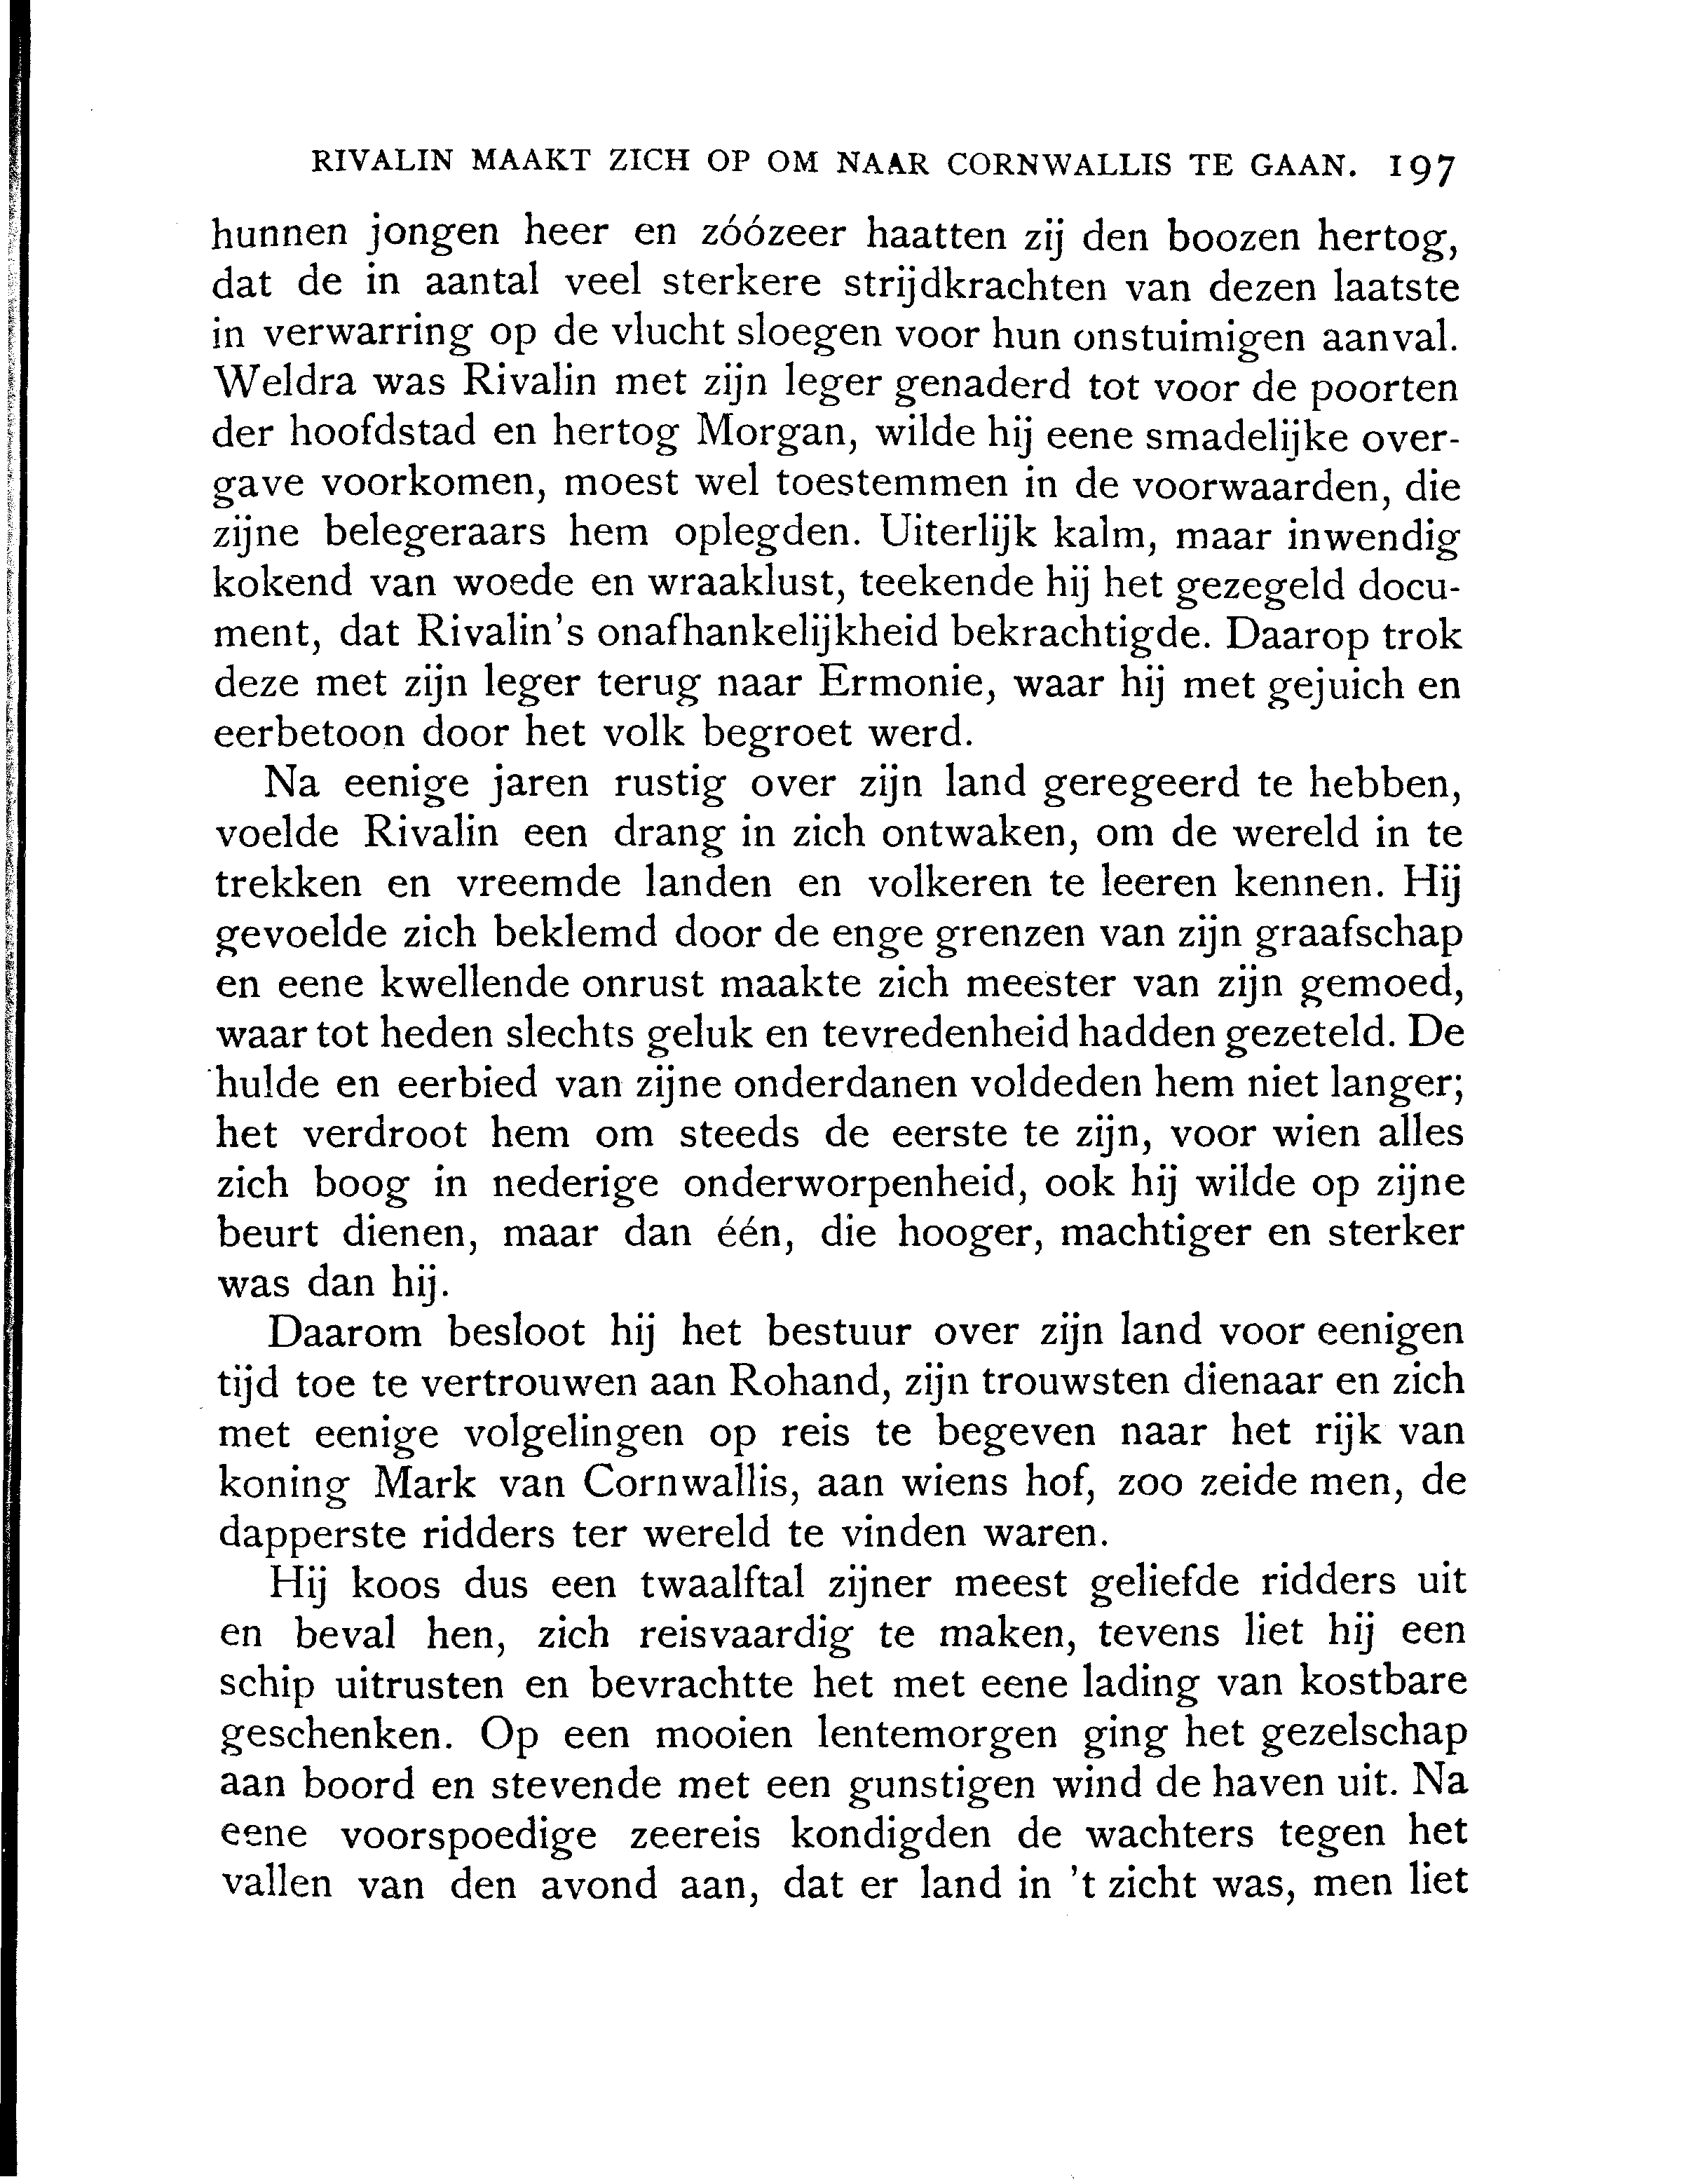 RIVALIN MAAKT ZICH OP OM NAAR CORNWALLIS TE GAAN. 197
hunnen jongen heer en zóózeer haatten zij den boozen hertog,
dat de in aantal veel sterkere strijdkrachten van dezen laatste
in verwarring op de vlucht sloegen voor hun onstuimigen aanval.
Weldra was Rivalin met zijn leger genaderd tot voor de poorten
der hoofdstad en hertog Morgan, wilde hij eene smadelijke over-
gave voorkomen, moest wel toestemmen in de voorwaarden, die
zijne belegeraars hem oplegden. Uiterlijk kalm, maar inwendig
kokend van woede en wraaklust, teekende hij het gezegeld docu-
ment, dat Rivalin's onafhankelijkheid bekrachtigde. Daarop trok
deze met zijn leger terug naar Ermonie, waar hij met gejuich en
eerbetoon door het volk begroet werd.
Na eenige jaren rustig over zijn land geregeerd te hebben,
voelde Rivalin een drang in zich ontwaken, om de wereld in te
trekken en vreemde landen en volkeren te leeren kennen. Hij
gevoelde zich beklemd door de enge grenzen van zijn graafschap
en eene kwellende onrust maakte zich meester van zijn gemoed,
waar tot heden slechts geluk en tevredenheid hadden gezeteld. De
hulde en eerbied van zijne onderdanen voldeden hem niet langer;
het verdroot hem om steeds de eerste te zijn, voor wien alles
zich boog in nederige onderworpenheid, ook hij wilde op zijne
beurt dienen, maar dan één, die hooger, machtiger en sterker
was dan hij.
Daarom besloot hij het bestuur over zijn land voor eenigen
tijd toe te vertrouwen aan Rohand, zijn trouwsten dienaar en zich
met eenige volgelingen op reis te begeven naar het rijk van
koning Mark van Cornwallis, aan wiens hof, zoo zeide men, de
dapperste ridders ter wereld te vinden waren.
Hij koos dus een twaalftal zijner meest geliefde ridders uit
en beval hen, zich reisvaardig te maken, tevens liet hij een
schip uitrusten en bevrachtte het met eene lading van kostbare
geschenken. Op een mooien lentemorgen ging het gezelschap
aan boord en stevende met een gunstigen wind de haven uit. Na
eene voorspoedige zeereis kondigden de wachters tegen het
vallen van den avond aan, dat er land in 't zicht was, men liet